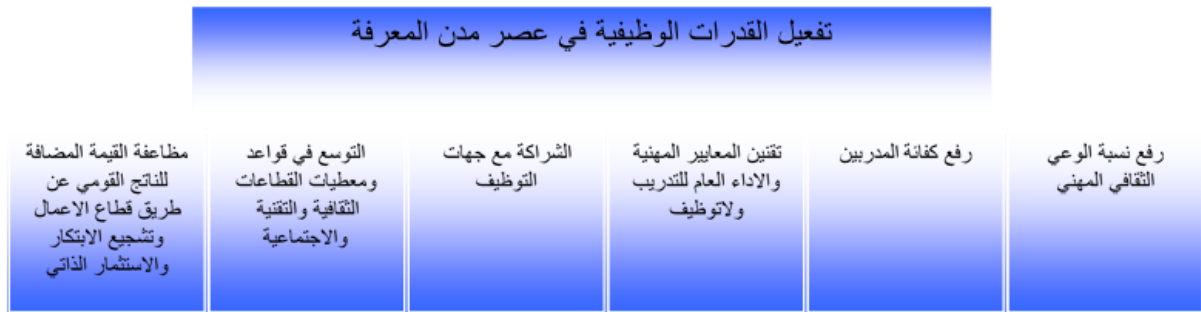 تفعيل القدرات الوظيفية في عصر مدن المعرفة
رفع نسبة الوعي
الثقافي المهني
رفع كفائة المدربين
تقنين المعايير المهنية
والاداء العام للتدريب
ولاتوظيف
الشراكة مع جهات
التوظيف
التوسع في قواعد
ومعطيات القطاعات
الثقافية والتقنية
والاجتماعية
مظاعفة القيمة المضافة
للناتج القومي عن
طريق قطاع الاعمال
وتشجيع الابتكار
والاستثمار الذاتي